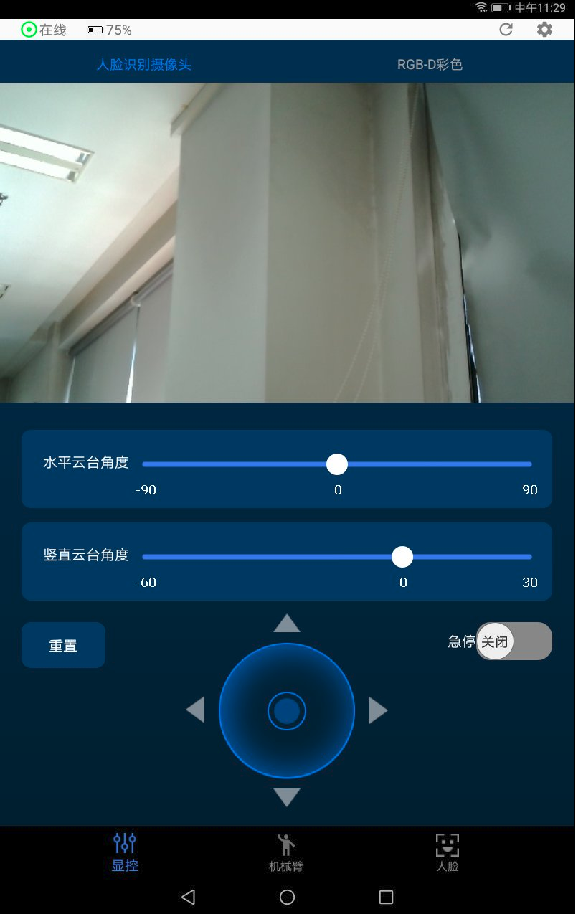 中午11:29
在线 75%
人脸识别摄像头 RGB-D彩色
水平云台角度
-90 0 90
竖直云台角度
60 0 30
重置 急停 关闭
显控 机械臂 人脸